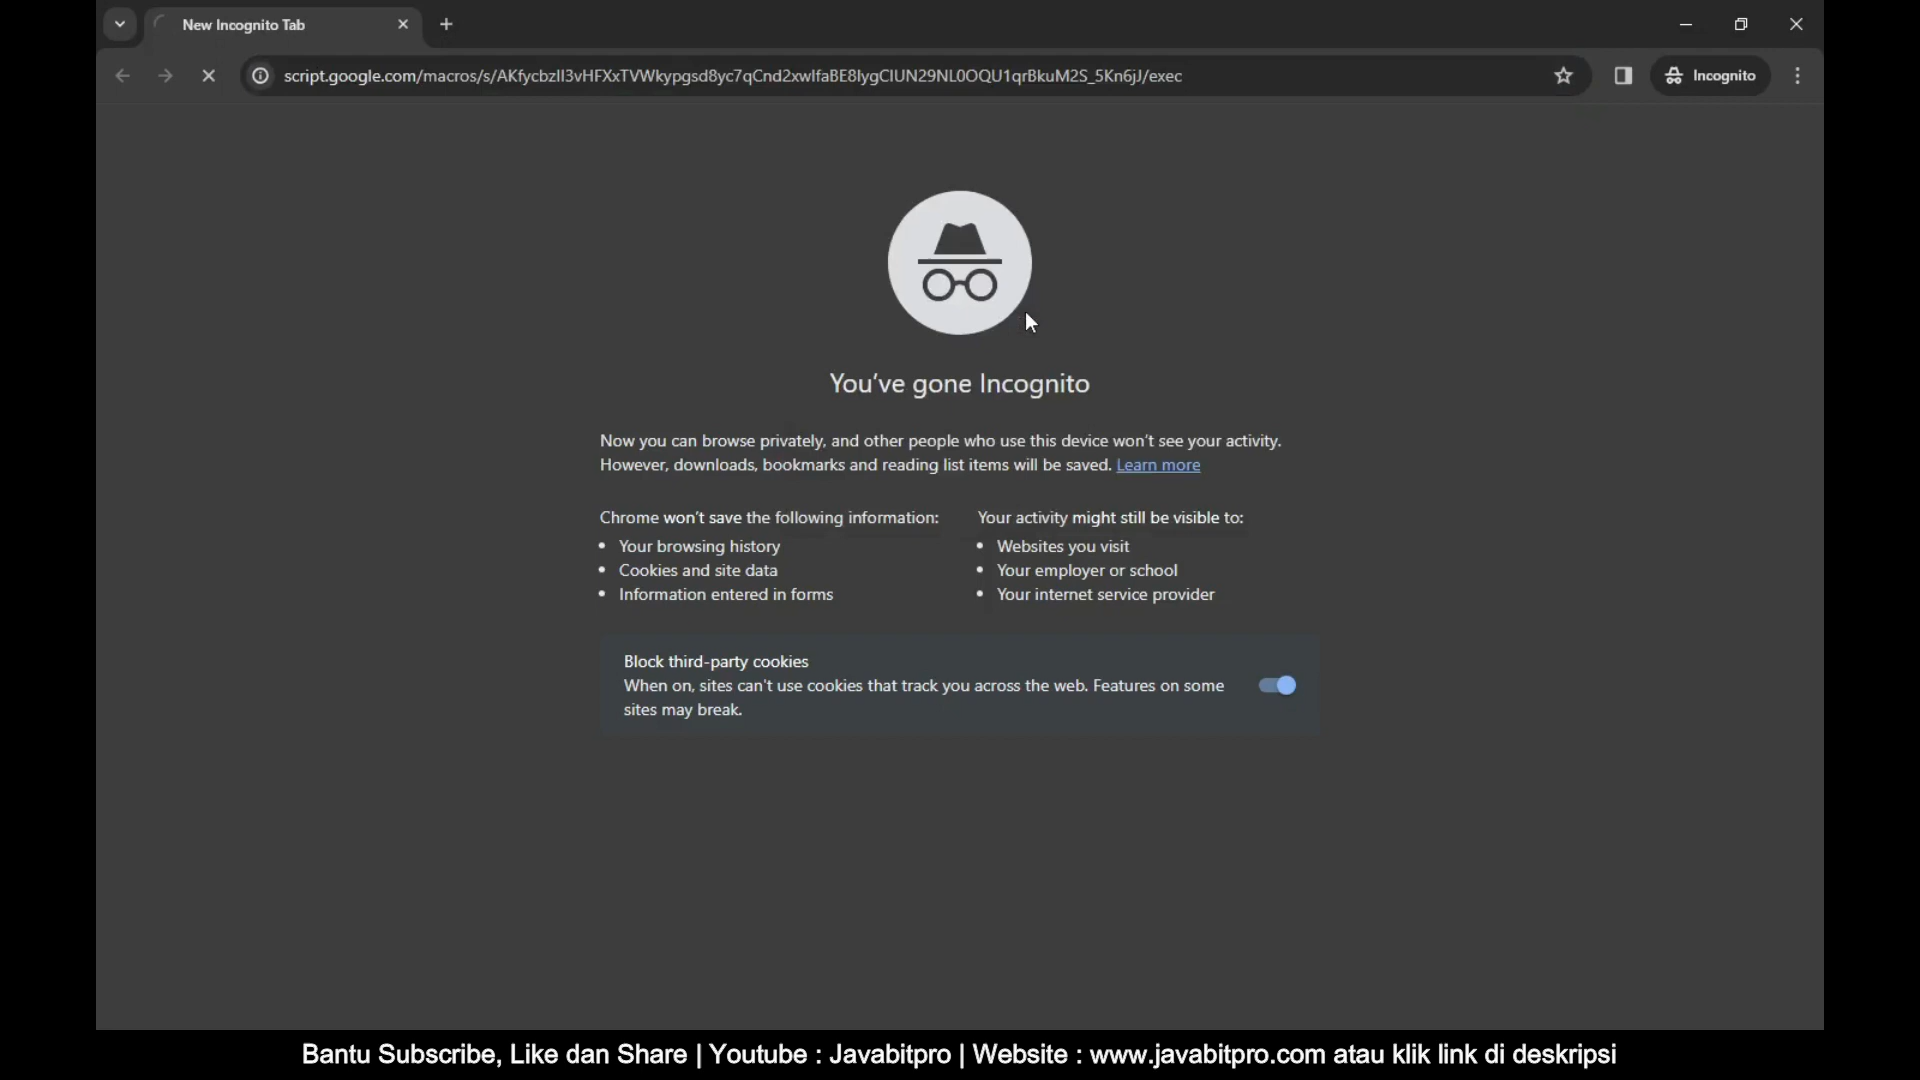 New Incognito Tab
script.google.com/macros/s/AKfycbzlI3vHFXxTVWkypgsd8yc7qCnd2xwIfaBE8lygCIUN29NL0OQU1qrBkuM2S_5Kn6jJ/exec
Incognito
You've gone Incognito
Now you can browse privately, and other people who use this device won't see your activity.
However, downloads, bookmarks and reading list items will be saved. Learn more
Chrome won't save the following information:
• Your browsing history
• Cookies and site data
• Information entered in forms
Your activity might still be visible to:
• Websites you visit
• Your employer or school
• Your internet service provider
Block third-party cookies
When on, sites can't use cookies that track you across the web. Features on some
sites may break.
Bantu Subscribe, Like dan Share | Youtube : Javabitpro | Website : www.javabitpro.com atau klik link di deskripsi